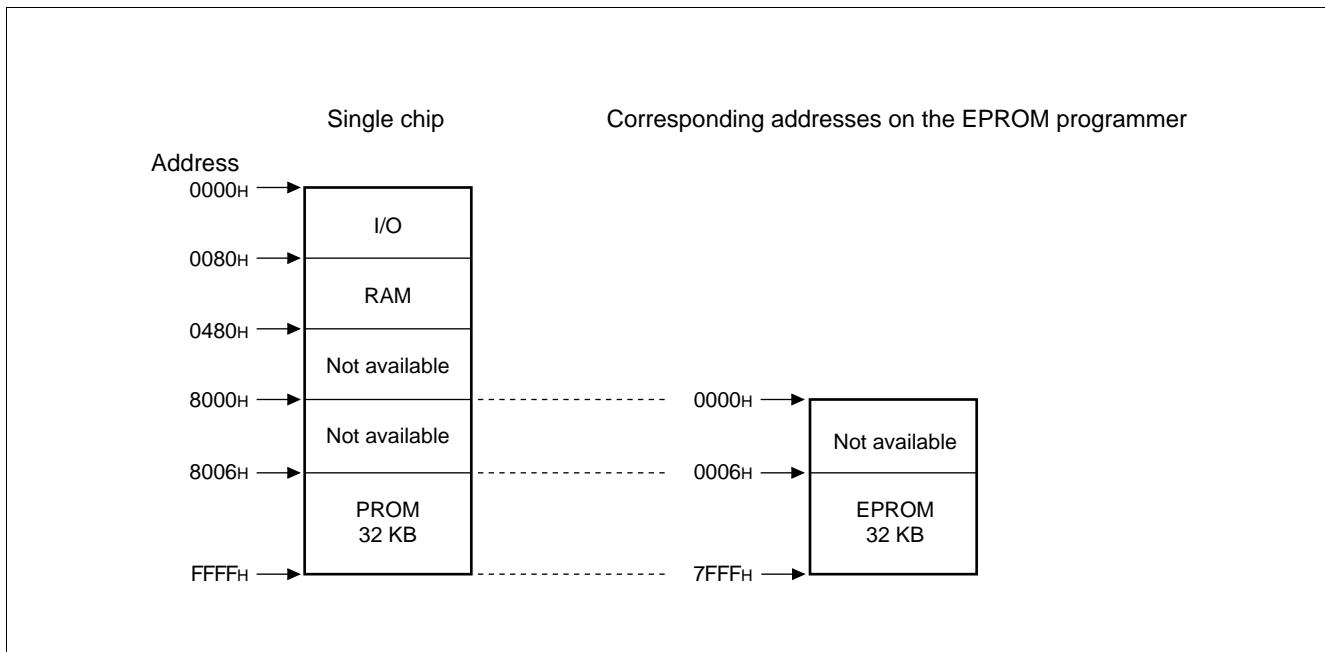 Single chip
Corresponding addresses on the EPROM programmer
Address
0000H
I/O
0080H
RAM
0480H
Not available
8000H
0000H
Not available
Not available
8006H
0006H
PROM
32 KB
EPROM
32 KB
FFFFH
7FFFH